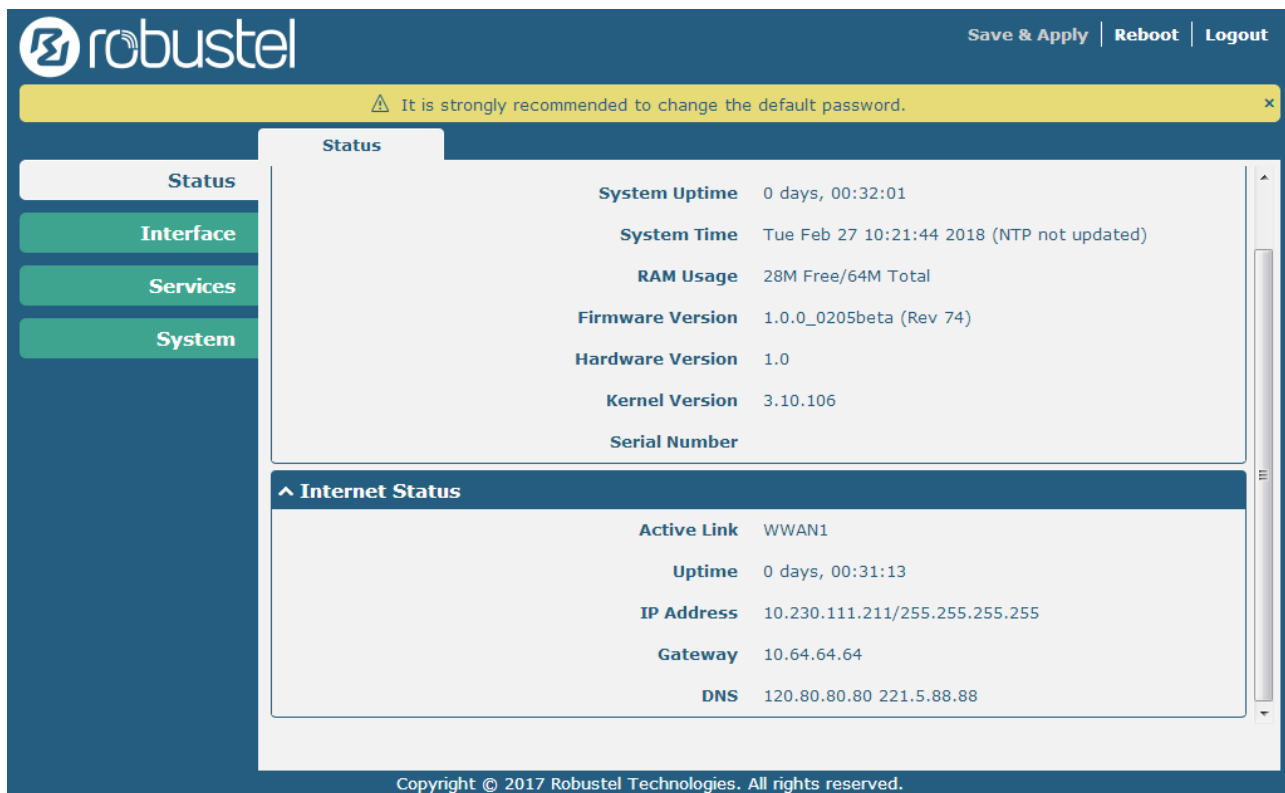 robustel
Save & Apply | Reboot | Logout
⚠ It is strongly recommended to change the default password. ×
Status
Status
Interface
Services
System
System Uptime 0 days, 00:32:01
System Time Tue Feb 27 10:21:44 2018 (NTP not updated)
RAM Usage 28M Free/64M Total
Firmware Version 1.0.0_0205beta (Rev 74)
Hardware Version 1.0
Kernel Version 3.10.106
Serial Number
Internet Status
Active Link WWAN1
Uptime 0 days, 00:31:13
IP Address 10.230.111.211/255.255.255.255
Gateway 10.64.64.64
DNS 120.80.80.80 221.5.88.88
Copyright © 2017 Robustel Technologies. All rights reserved.